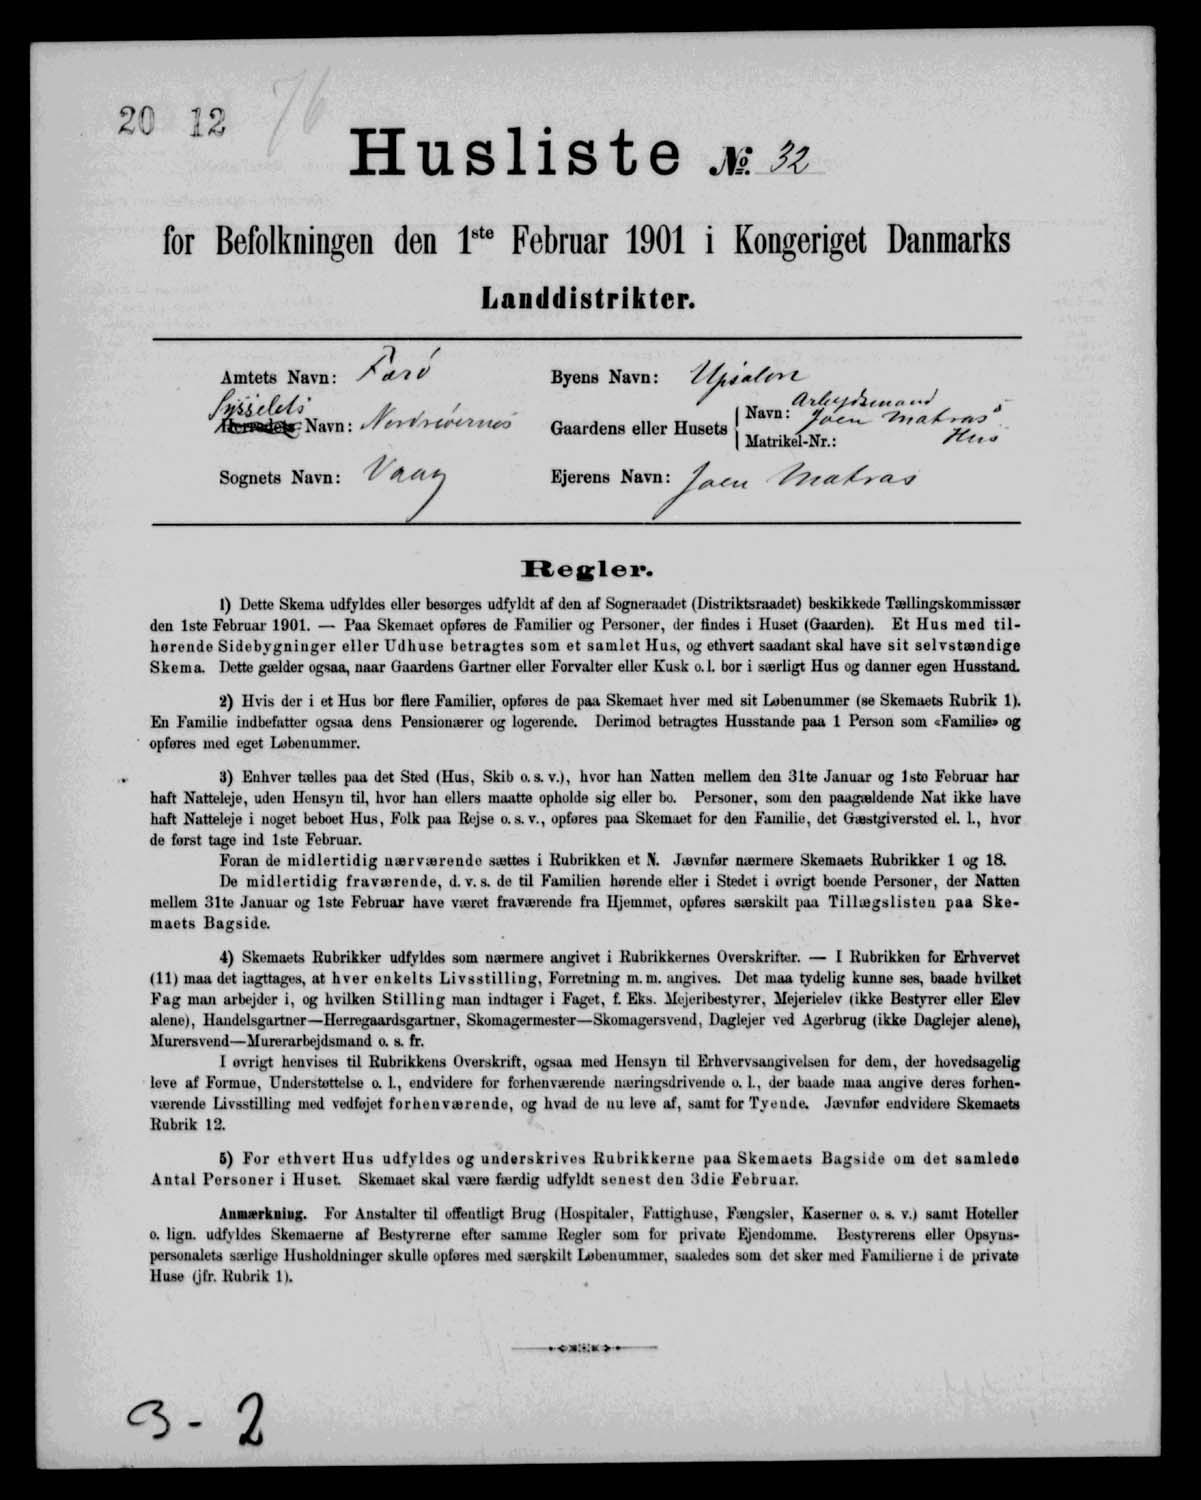 20 12 76
Husliste №. 32
for Befolkningen den 1ste Februar 1901 i Kongeriget Danmarks
Landdistrikter.
Amtets Navn: Færö
Byens Navn: Upsalon
Syssels
Herredets Navn: Norderöernes
Gaardens eller Husets
Navn: Arbejdsmand
Joen Matras' Hus
Matrikel-Nr.:
Sognets Navn: Vaag
Ejerens Navn: Joen Matras
Regler.
1) Dette Skema udfyldes eller besørges udfyldt af den af Sogneraadet (Distriktsraadet) beskikkede Tællingskommissær
den 1ste Februar 1901. — Paa Skemaet opføres de Familier og Personer, der findes i Huset (Gaarden). Et Hus med til-
hørende Sidebygninger eller Udhuse betragtes som et samlet Hus, og ethvert saadant skal have sit selvstændige
Skema. Dette gælder ogsaa, naar Gaardens Gartner eller Forvalter eller Kusk o. l. bor i særligt Hus og danner egen Husstand.
2) Hvis der i et Hus bor flere Familier, opføres de paa Skemaet hver med sit Løbenummer (se Skemaets Rubrik 1).
En Familie indbefatter ogsaa dens Pensionærer og logerende. Derimod betragtes Husstande paa 1 Person som «Familie» og
opføres med eget Løbenummer.
3) Enhver tælles paa det Sted (Hus, Skib o. s. v.), hvor han Natten mellem den 31te Januar og 1ste Februar har
haft Natteleje, uden Hensyn til, hvor han ellers maatte opholde sig eller bo. Personer, som den paagældende Nat ikke have
haft Natteleje i noget beboet Hus, Folk paa Rejse o. s. v., opføres paa Skemaet for den Familie, det Gæstgiversted el. l., hvor
de først tage ind 1ste Februar.
Foran de midlertidig nærværende sættes i Rubrikken et N. Jævnfør nærmere Skemaets Rubrikker 1 og 18.
De midlertidig fraværende, d. v. s. de til Familien hørende eller i Stedet i øvrigt boende Personer, der Natten
mellem 31te Januar og 1ste Februar have været fraværende fra Hjemmet, opføres særskilt paa Tillægslisten paa Ske-
maets Bagside.
4) Skemaets Rubrikker udfyldes som nærmere angivet i Rubrikkernes Overskrifter. — I Rubrikken for Erhvervet
(11) maa det iagttages, at hver enkelts Livsstilling, Forretning m. m. angives. Det maa tydelig kunne ses, baade hvilket
Fag man arbejder i, og hvilken Stilling man indtager i Faget, f. Eks. Mejeribestyrer, Mejerielev (ikke Bestyrer eller Elev
alene), Handelsgartner—Herregaardsgartner, Skomagermester—Skomagersvend, Daglejer ved Agerbrug (ikke Daglejer alene),
Murersvend—Murerarbejdsmand o. s. fr.
I øvrigt henvises til Rubrikkens Overskrift, ogsaa med Hensyn til Erhvervsangivelsen for dem, der hovedsagelig
leve af Formue, Understøttelse o. l., endvidere for forhenværende næringsdrivende o. l., der baade maa angive deres forhen-
værende Livsstilling med vedføjet forhenværende, og hvad de nu leve af, samt for Tyende. Jævnfør endvidere Skemaets
Rubrik 12.
5) For ethvert Hus udfyldes og underskrives Rubrikkerne paa Skemaets Bagside om det samlede
Antal Personer i Huset. Skemaet skal være færdig udfyldt senest den 3die Februar.
Anmærkning. For Anstalter til offentligt Brug (Hospitaler, Fattighuse, Fængsler, Kaserner o. s. v.) samt Hoteller
o. lign. udfyldes Skemaerne af Bestyrerne efter samme Regler som for private Ejendomme. Bestyrerens eller Opsyns-
personalets særlige Husholdninger skulle opføres med særskilt Løbenummer, saaledes som det sker med Familierne i de private
Huse (jfr. Rubrik 1).
3 - 2